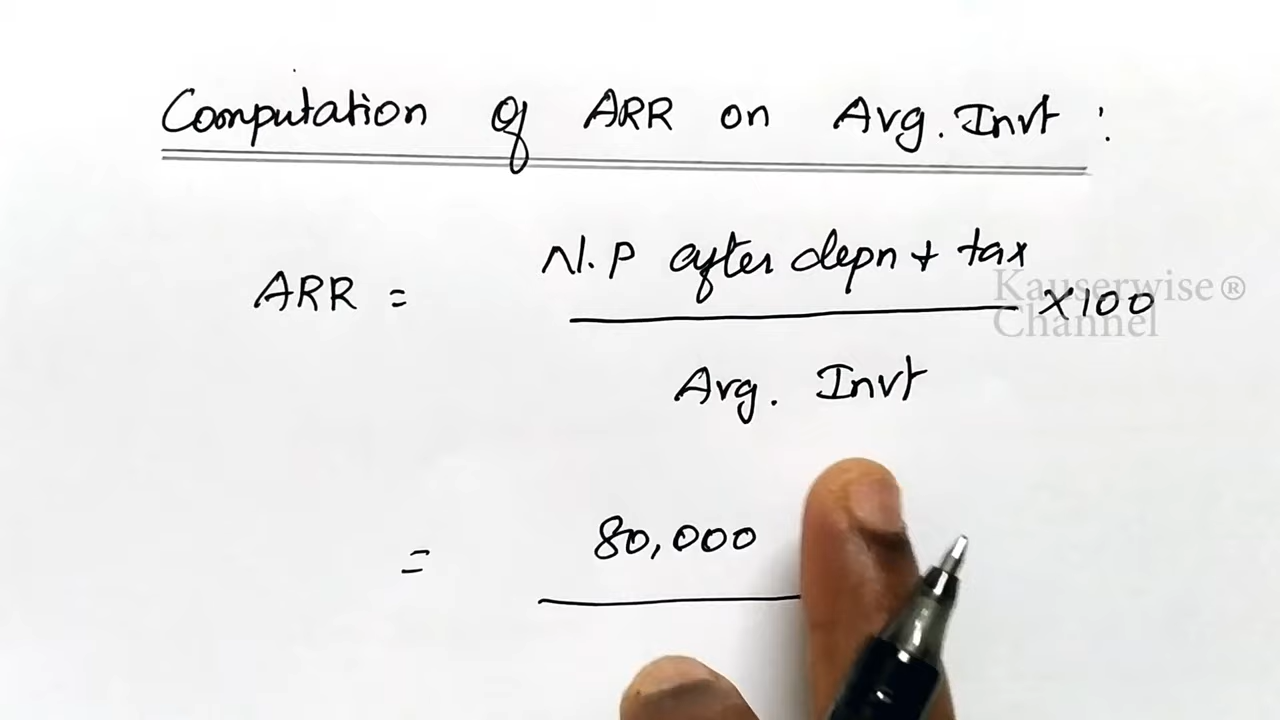 Computation of ARR on Avg. Invt :
N.P after depn & tax
ARR = ——— X100
Avg. Invt
Kauserwise®
Channel
= 80,000